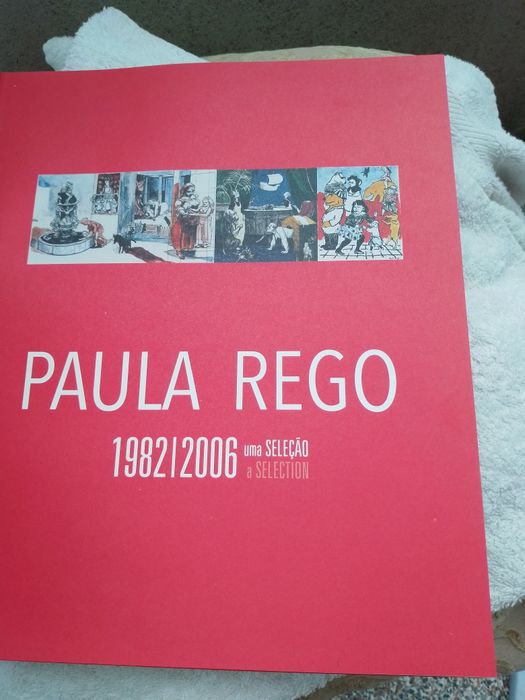 PAULA REGO
1982|2006 uma SELEÇÃO
a SELECTION